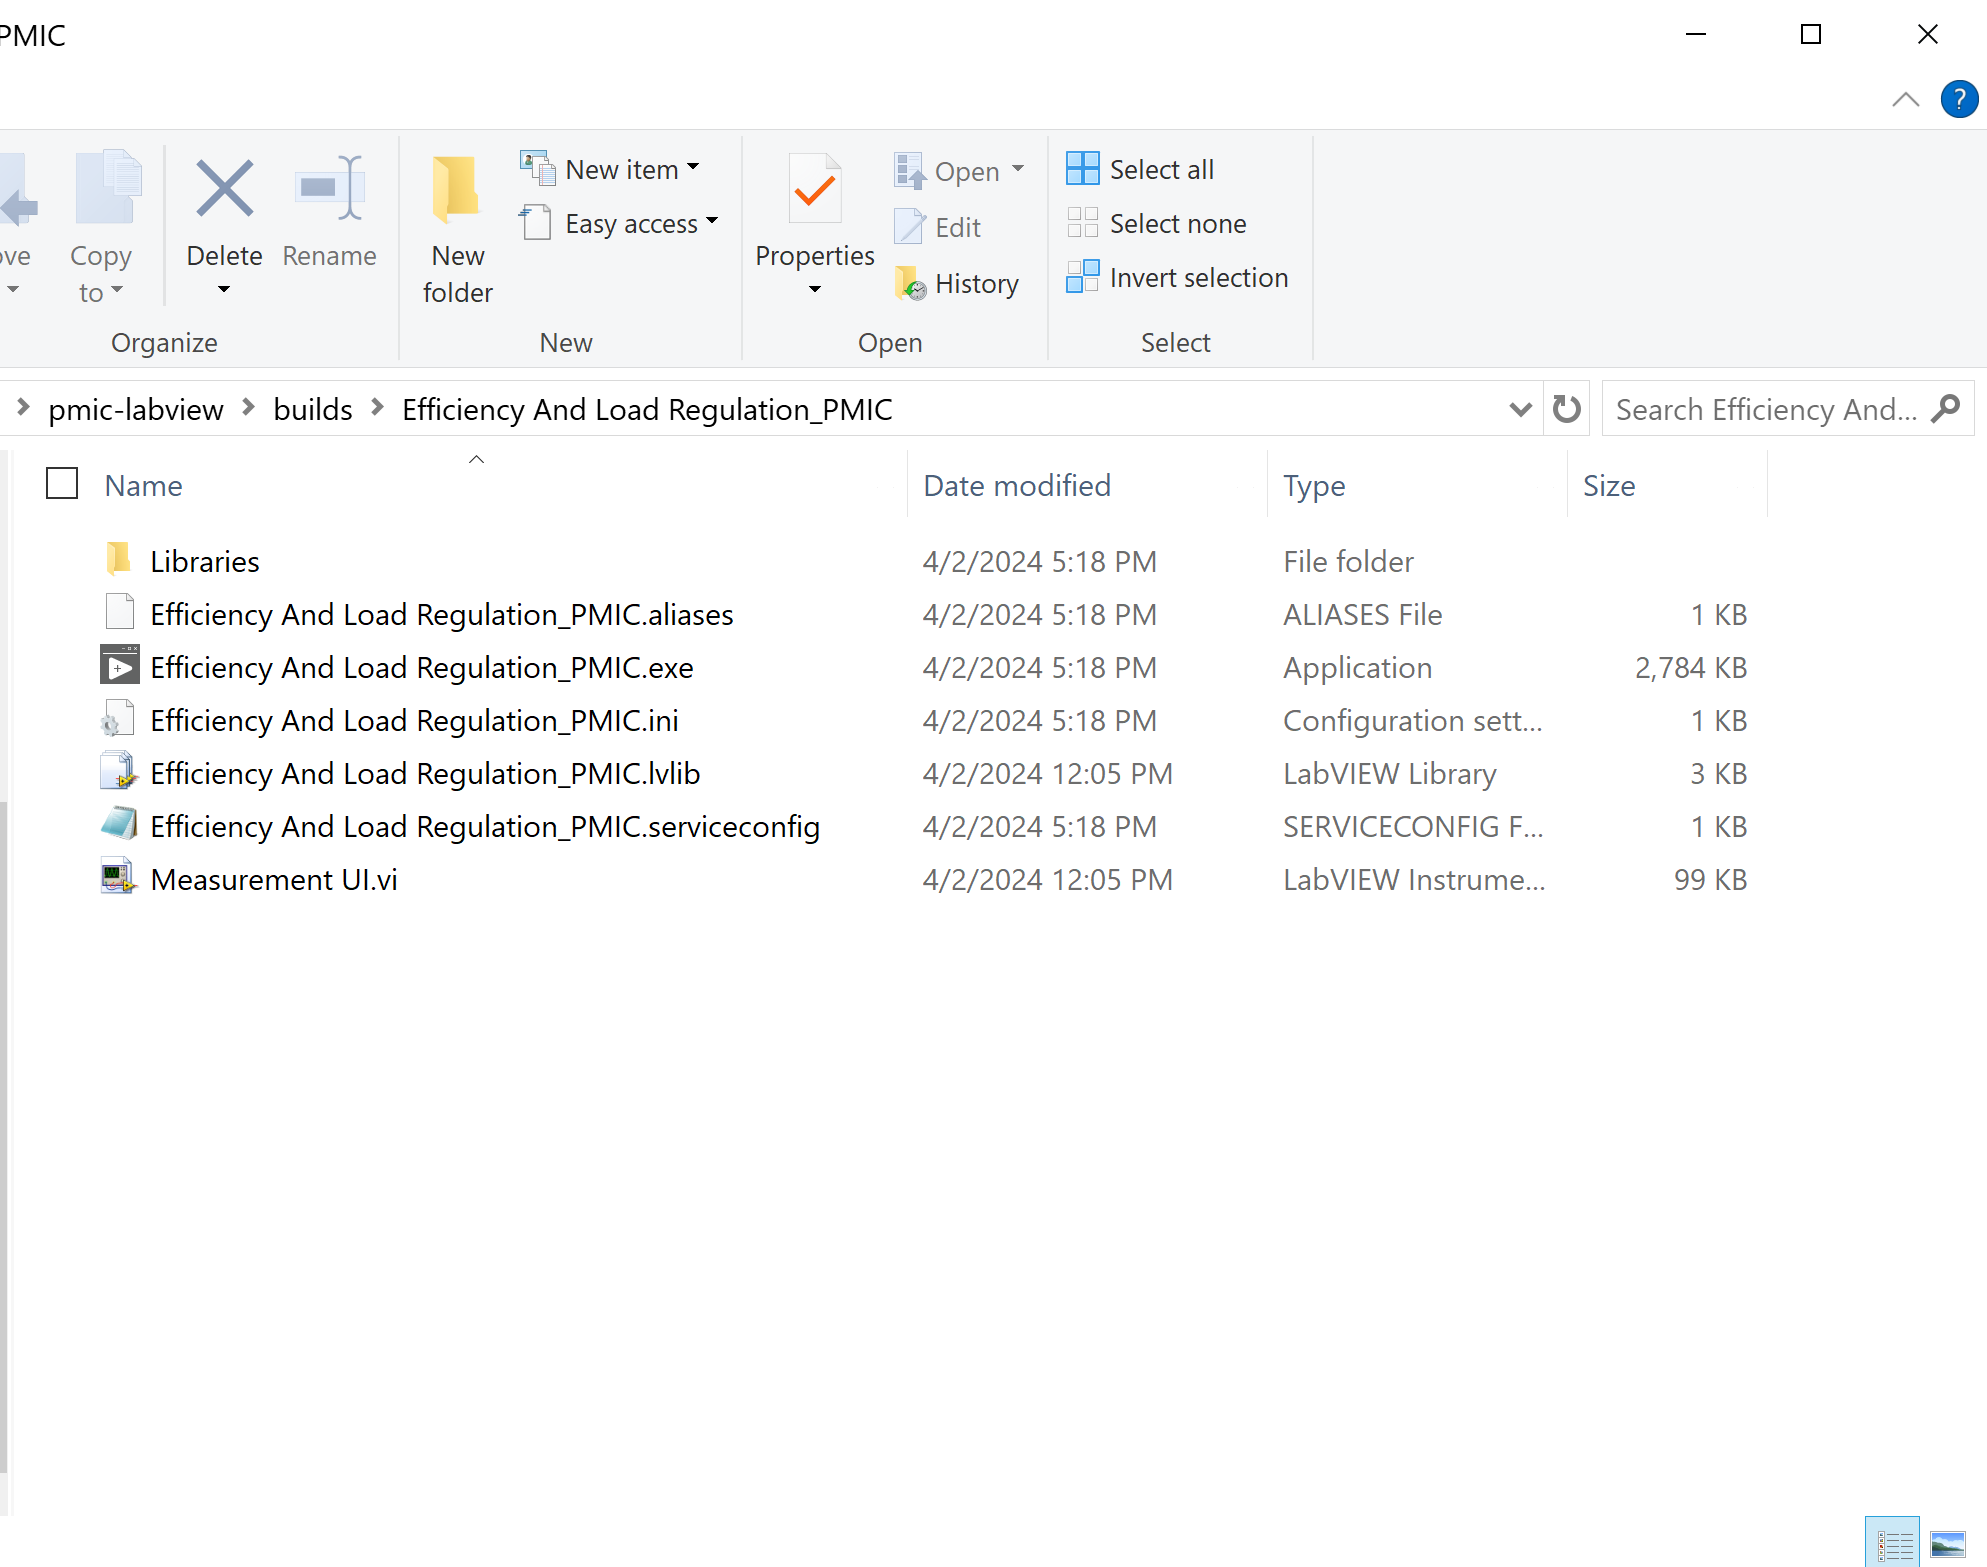 PMIC
?
Copy
to
Delete
Rename
New
folder
New item
Easy access
Properties
Open
Edit
History
Select all
Select none
Invert selection
Organize
New
Open
Select
pmic-labview
builds
Efficiency And Load Regulation_PMIC
Search Efficiency And...
Name Date modified Type Size
Libraries 4/2/2024 5:18 PM File folder
Efficiency And Load Regulation_PMIC.aliases 4/2/2024 5:18 PM ALIASES File 1 KB
Efficiency And Load Regulation_PMIC.exe 4/2/2024 5:18 PM Application 2,784 KB
Efficiency And Load Regulation_PMIC.ini 4/2/2024 5:18 PM Configuration sett... 1 KB
Efficiency And Load Regulation_PMIC.lvlib 4/2/2024 12:05 PM LabVIEW Library 3 KB
Efficiency And Load Regulation_PMIC.serviceconfig 4/2/2024 5:18 PM SERVICECONFIG F... 1 KB
Measurement UI.vi 4/2/2024 12:05 PM LabVIEW Instrume... 99 KB